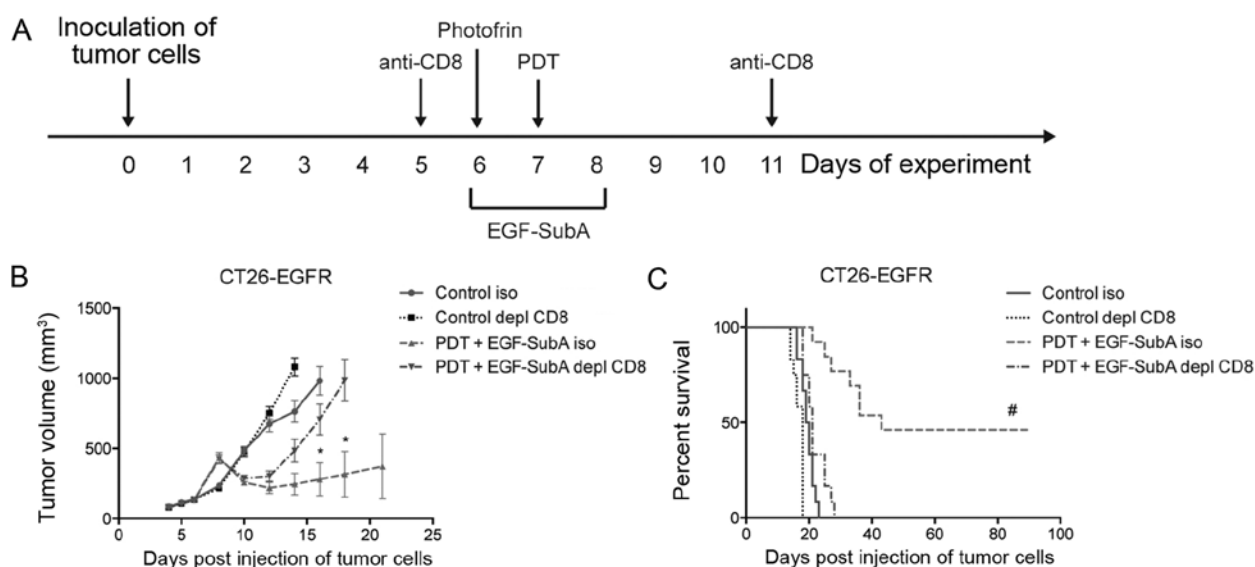 A
Inoculation of
tumor cells
Photofrin
anti-CD8
PDT
anti-CD8
0 1 2 3 4 5 6 7 8 9 10 11 Days of experiment
EGF-SubA
B
CT26-EGFR
Control iso
Control depl CD8
PDT + EGF-SubA iso
PDT + EGF-SubA depl CD8
Tumor volume (mm³)
1500
1000
500
0
*
*
0 5 10 15 20 25
Days post injection of tumor cells
C
CT26-EGFR
Control iso
Control depl CD8
PDT + EGF-SubA iso
PDT + EGF-SubA depl CD8
Percent survival
100
50
0
#
0 20 40 60 80 100
Days post injection of tumor cells